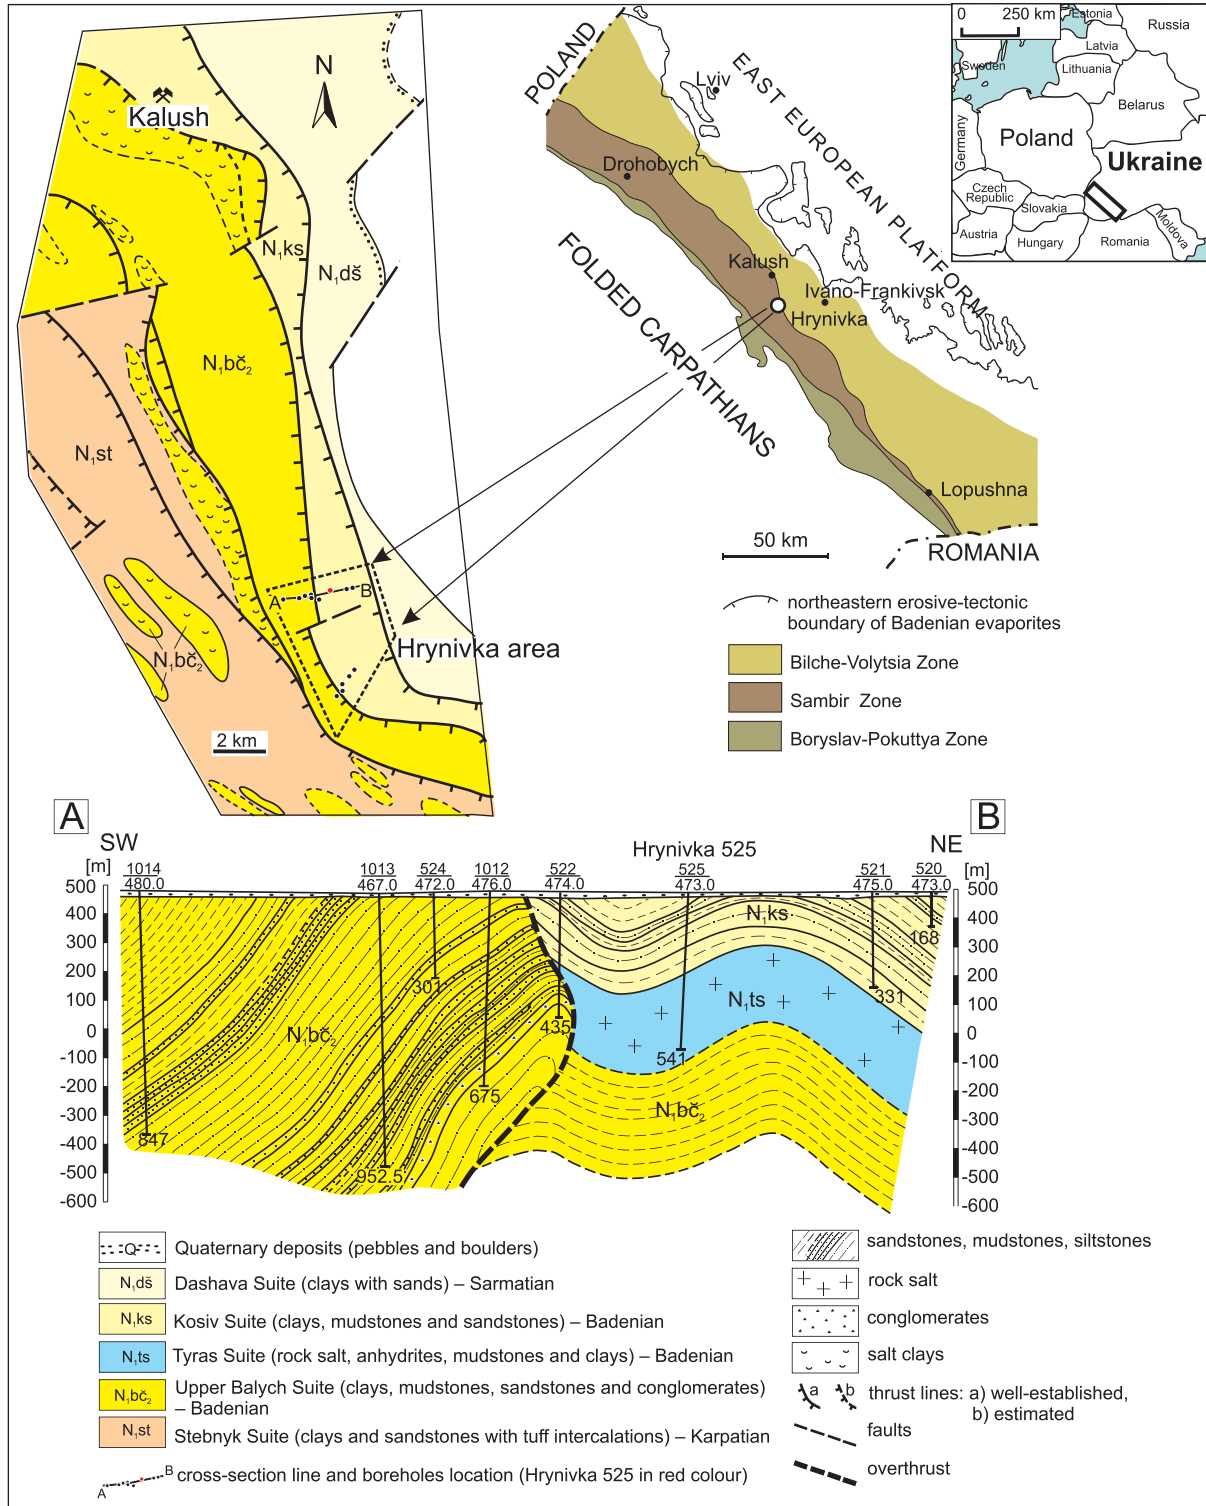 N
Kalush
N₁ks
N₁dš
N₁bč₂
N₁st
A
B
N₁bč₂
Hrynivka area
2 km
POLAND
Lviv
EAST EUROPEAN PLATFORM
Drohobych
Kalush
Ivano-Frankivsk
Hrynivka
FOLDED CARPATHIANS
Lopushna
50 km
ROMANIA
0 250 km
Estonia
Russia
Sweden
Latvia
Lithuania
Belarus
Germany
Poland
Ukraine
Czech
Republic
Slovakia
Austria
Hungary
Romania
Moldova
northeastern erosive-tectonic
boundary of Badenian evaporites
Bilche-Volytsia Zone
Sambir Zone
Boryslav-Pokuttya Zone
A
B
SW
Hrynivka 525
NE
[m]
1014
480.0
1013
467.0
524
472.0
1012
476.0
522
474.0
525
473.0
521
475.0
520
473.0
[m]
500
400
300
200
100
0
-100
-200
-300
-400
-500
-600
500
400
300
200
100
0
-100
-200
-300
-400
-500
-600
N₁ks
168
301
331
N₁ts
435
N₁bč₂
541
675
N₁bč₂
847
952.5
Q
Quaternary deposits (pebbles and boulders)
N₁dš
Dashava Suite (clays with sands) – Sarmatian
N₁ks
Kosiv Suite (clays, mudstones and sandstones) – Badenian
N₁ts
Tyras Suite (rock salt, anhydrites, mudstones and clays) – Badenian
N₁bč₂
Upper Balych Suite (clays, mudstones, sandstones and conglomerates)
– Badenian
N₁st
Stebnyk Suite (clays and sandstones with tuff intercalations) – Karpatian
A B cross-section line and boreholes location (Hrynivka 525 in red colour)
sandstones, mudstones, siltstones
rock salt
conglomerates
salt clays
a b thrust lines: a) well-established,
b) estimated
faults
overthrust